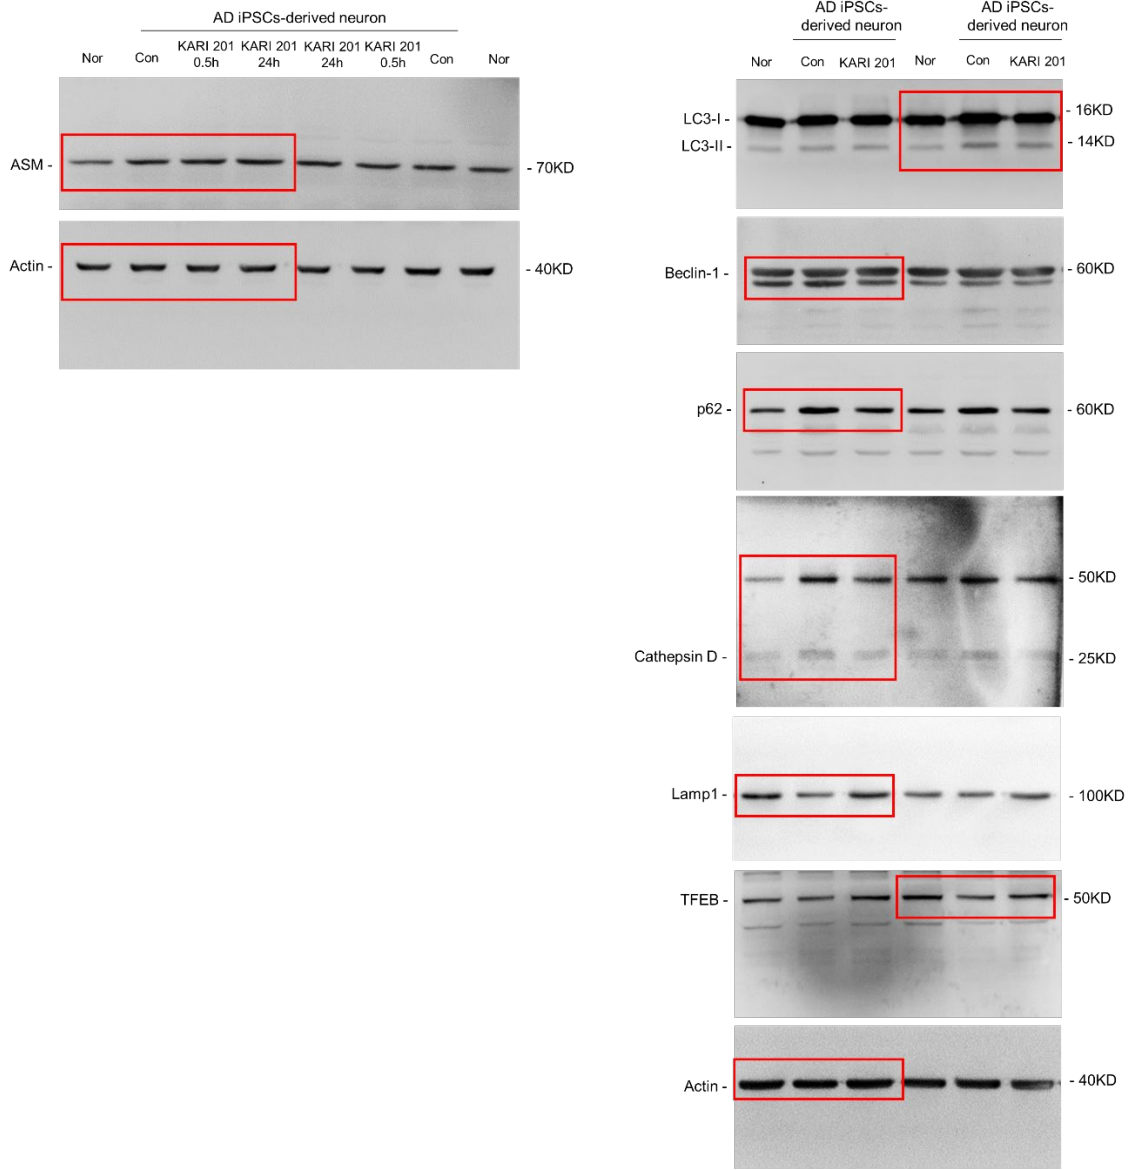 AD iPSCs-derived neuron
Nor
Con
KARI 201
0.5h
KARI 201
24h
KARI 201
24h
KARI 201
0.5h
Con
Nor
ASM -
- 70KD
Actin -
- 40KD
AD iPSCs-
derived neuron
AD iPSCs-
derived neuron
Nor
Con
KARI 201
Nor
Con
KARI 201
LC3-I -
- 16KD
LC3-II -
- 14KD
Beclin-1 -
- 60KD
p62 -
- 60KD
- 50KD
Cathepsin D -
- 25KD
Lamp1 -
- 100KD
TFEB -
- 50KD
Actin -
- 40KD